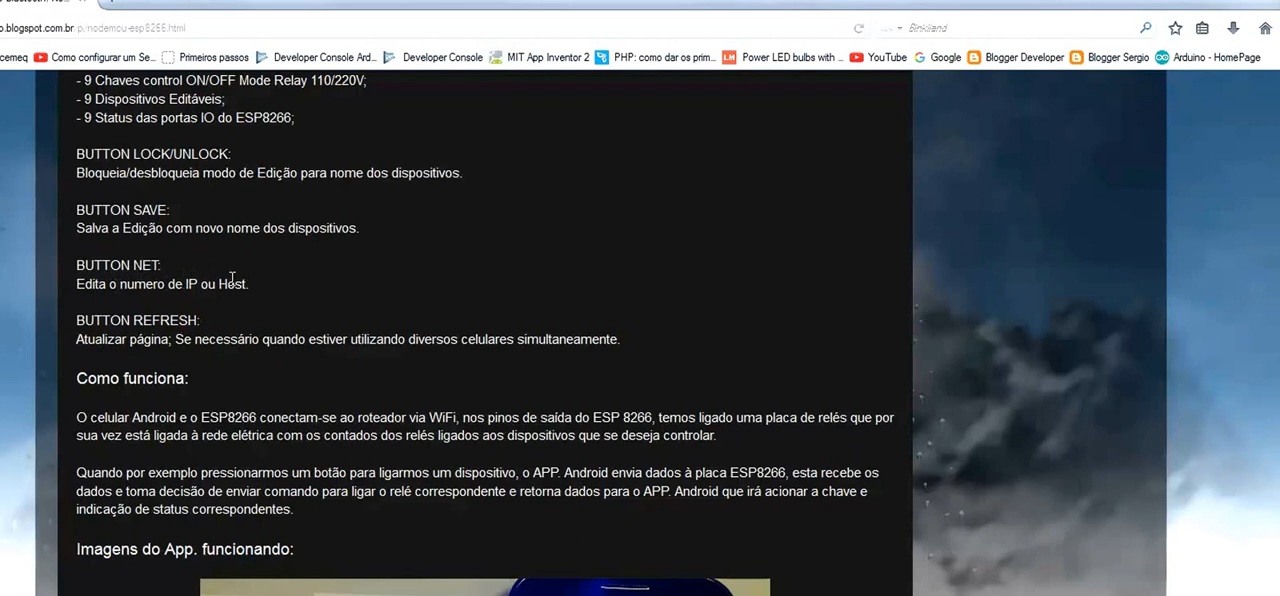 o.blogspot.com.br/p/nodemcu-esp8266.html
Binkiland
cemeq Como configurar um Se... Primeiros passos Developer Console Ard... Developer Console MIT App Inventor 2 PHP: como dar os prim... Power LED bulbs with ... YouTube Google Blogger Developer Blogger Sergio Arduino - HomePage
- 9 Chaves control ON/OFF Mode Relay 110/220V;
- 9 Dispositivos Editáveis;
- 9 Status das portas IO do ESP8266;
BUTTON LOCK/UNLOCK:
Bloqueia/desbloqueia modo de Edição para nome dos dispositivos.
BUTTON SAVE:
Salva a Edição com novo nome dos dispositivos.
BUTTON NET:
Edita o numero de IP ou Host.
BUTTON REFRESH:
Atualizar página; Se necessário quando estiver utilizando diversos celulares simultaneamente.
Como funciona:
O celular Android e o ESP8266 conectam-se ao roteador via WiFi, nos pinos de saída do ESP 8266, temos ligado uma placa de relés que por
sua vez está ligada à rede elétrica com os contados dos relés ligados aos dispositivos que se deseja controlar.
Quando por exemplo pressionarmos um botão para ligarmos um dispositivo, o APP. Android envia dados à placa ESP8266, esta recebe os
dados e toma decisão de enviar comando para ligar o relé correspondente e retorna dados para o APP. Android que irá acionar a chave e
indicação de status correspondentes.
Imagens do App. funcionando: